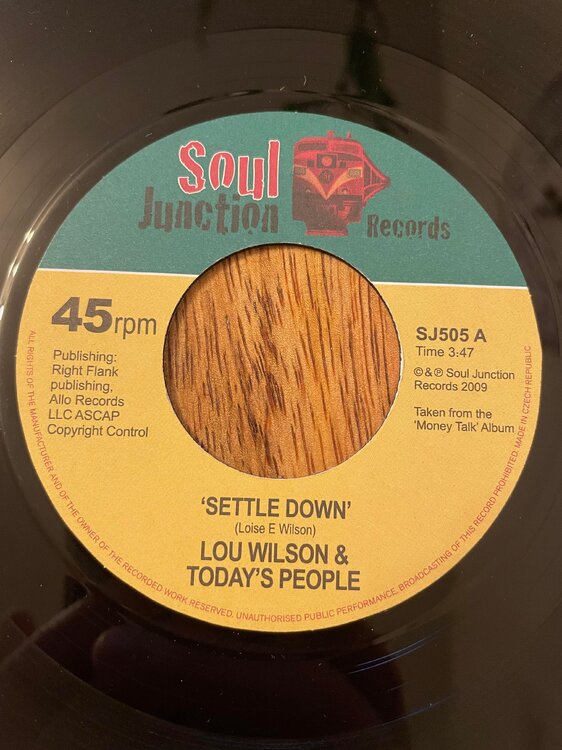 Soul
Junction
Records
45rpm
Publishing:
Right Flank
publishing,
Allo Records
LLC ASCAP
Copyright Control
SJ505 A
Time 3:47
© & ℗ Soul Junction
Records 2009
Taken from the
'Money Talk' Album
'SETTLE DOWN'
(Loise E Wilson)
LOU WILSON &
TODAY'S PEOPLE
ALL RIGHTS OF THE MANUFACTURER AND OF THE OWNER OF THE RECORDED WORK RESERVED. UNAUTHORISED PUBLIC PERFORMANCE, BROADCASTING OF THIS RECORD PROHIBITED. MADE IN CZECH REPUBLIC